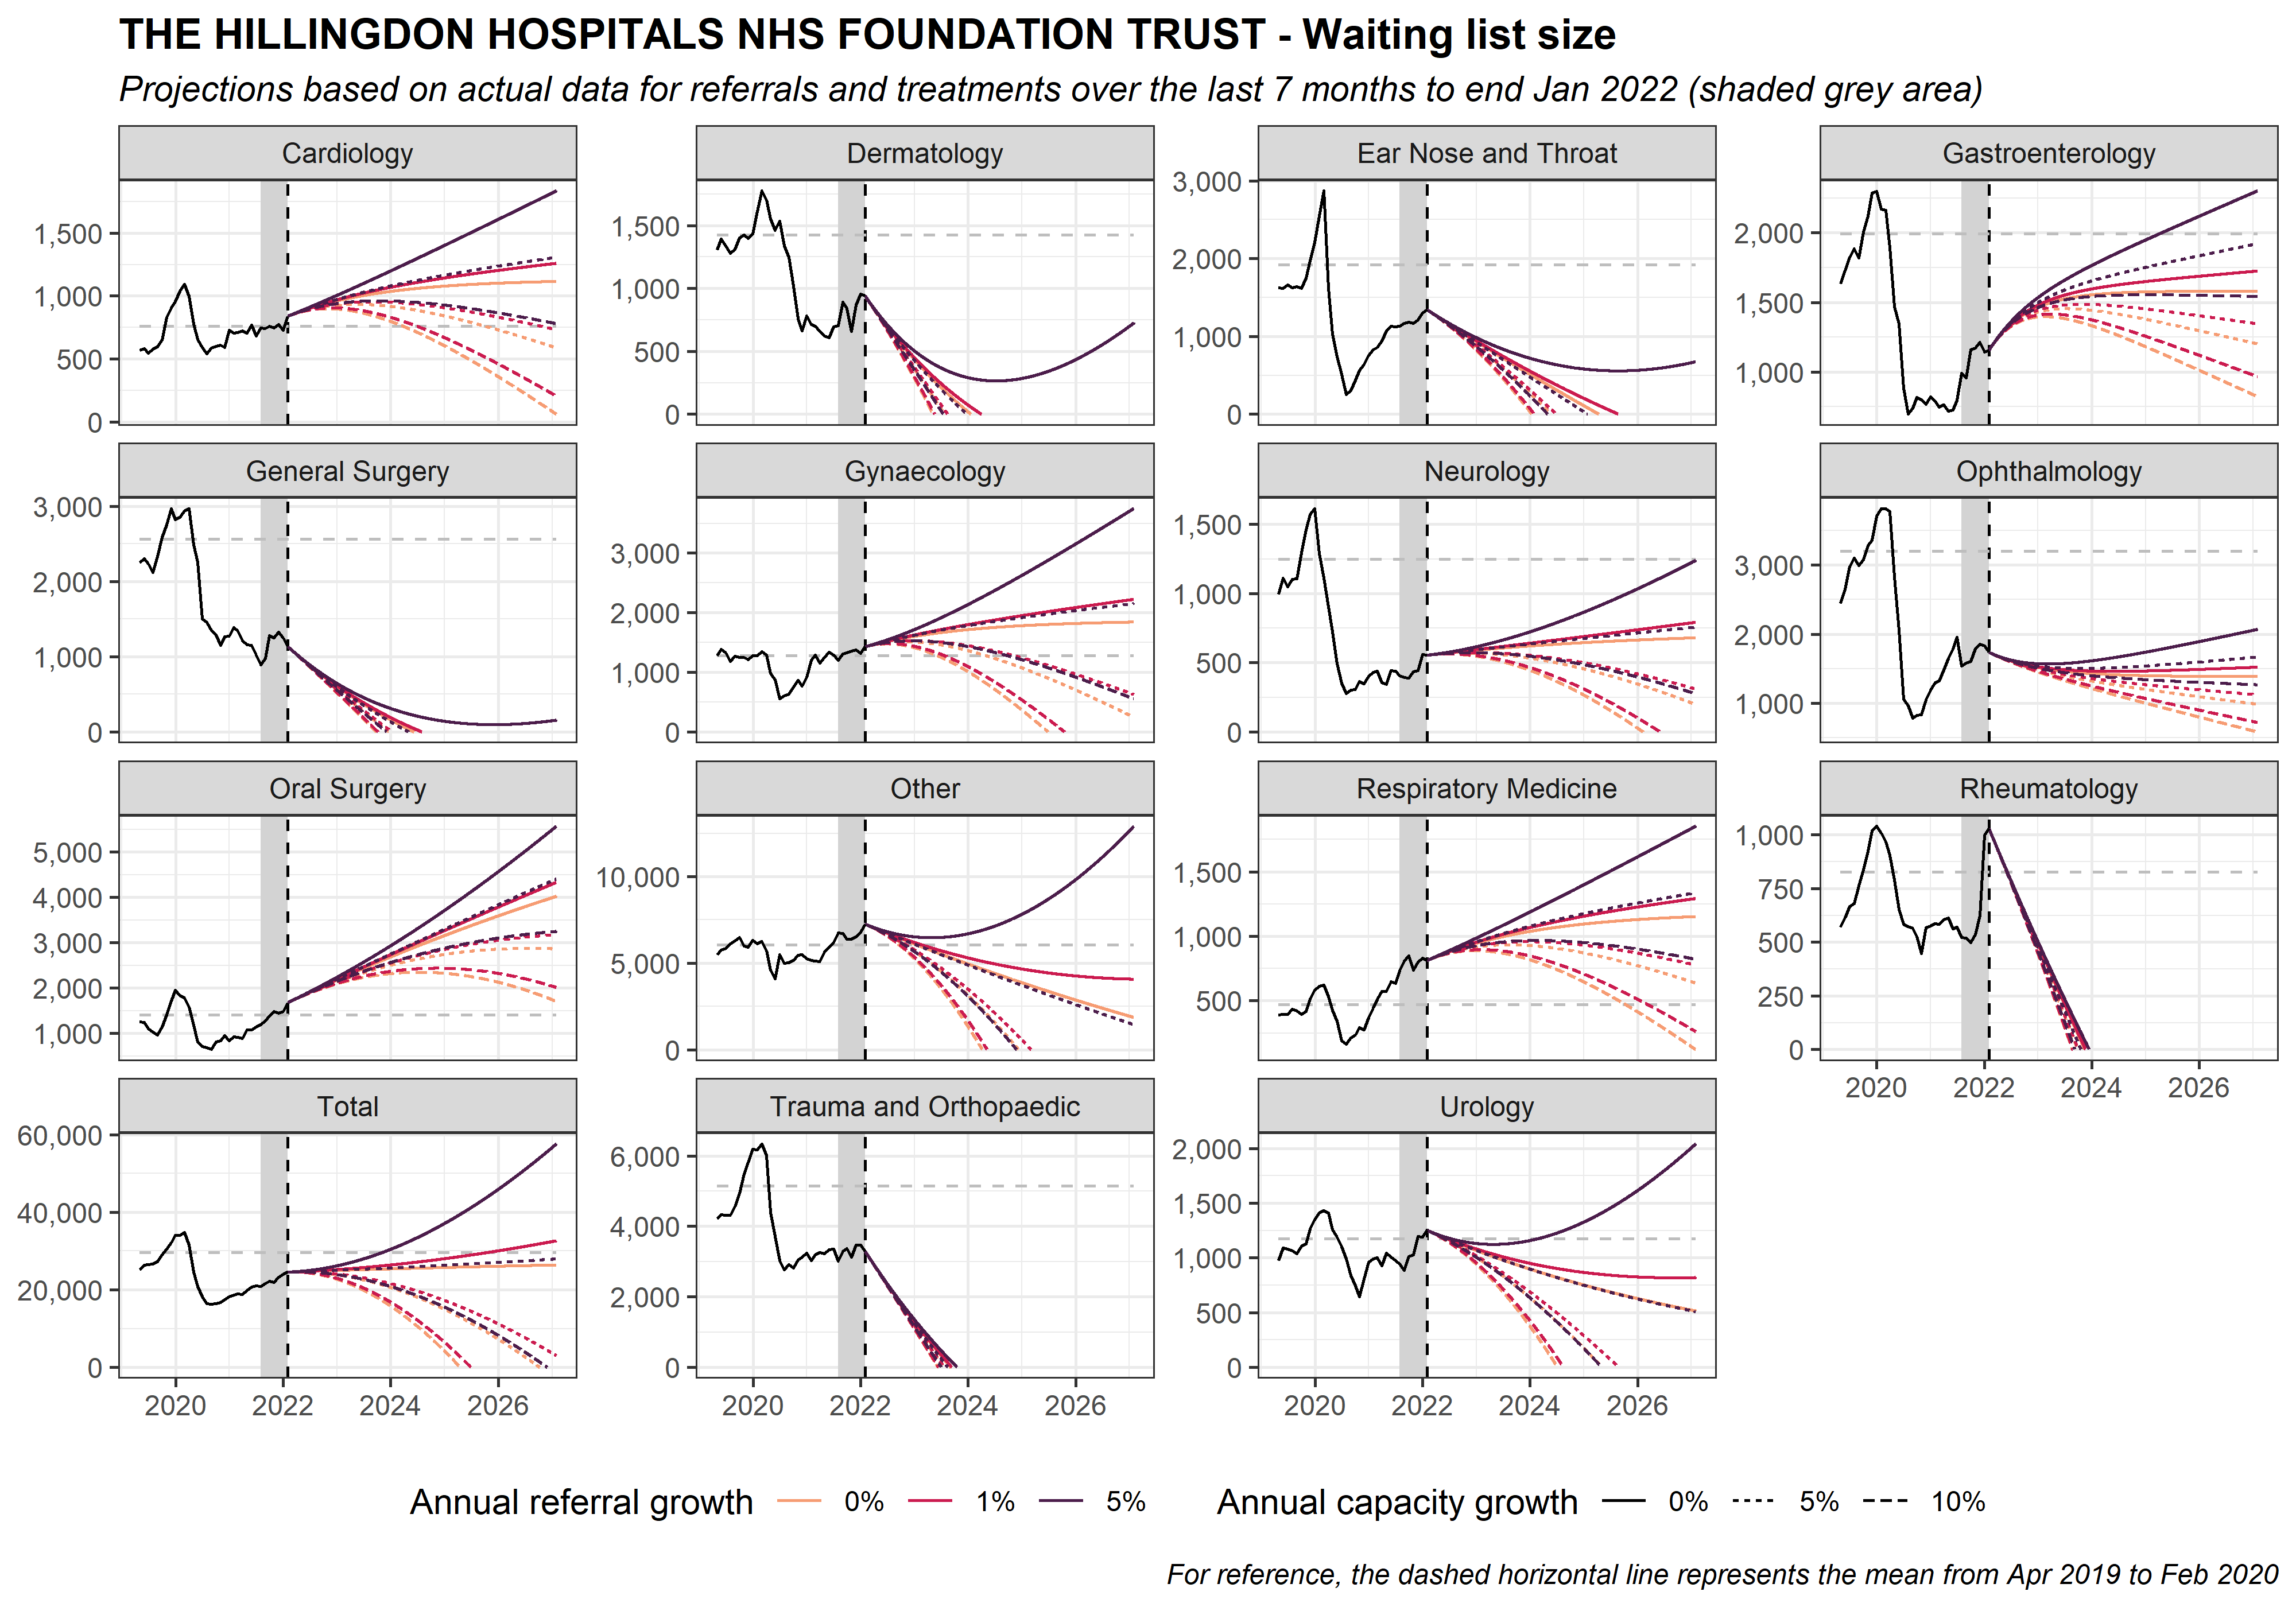 THE HILLINGDON HOSPITALS NHS FOUNDATION TRUST - Waiting list size
Projections based on actual data for referrals and treatments over the last 7 months to end Jan 2022 (shaded grey area)
Cardiology
1,500
1,000
500
0
Dermatology
1,500
1,000
500
0
Ear Nose and Throat
3,000
2,000
1,000
0
Gastroenterology
2,000
1,500
1,000
General Surgery
3,000
2,000
1,000
0
Gynaecology
3,000
2,000
1,000
0
Neurology
1,500
1,000
500
0
Ophthalmology
3,000
2,000
1,000
Oral Surgery
5,000
4,000
3,000
2,000
1,000
Other
10,000
5,000
0
Respiratory Medicine
1,500
1,000
500
Rheumatology
1,000
750
500
250
0
2020 2022 2024 2026
Total
60,000
40,000
20,000
0
2020 2022 2024 2026
Trauma and Orthopaedic
6,000
4,000
2,000
0
2020 2022 2024 2026
Urology
2,000
1,500
1,000
500
0
2020 2022 2024 2026
Annual referral growth 0% 1% 5% Annual capacity growth 0% 5% 10%
For reference, the dashed horizontal line represents the mean from Apr 2019 to Feb 2020